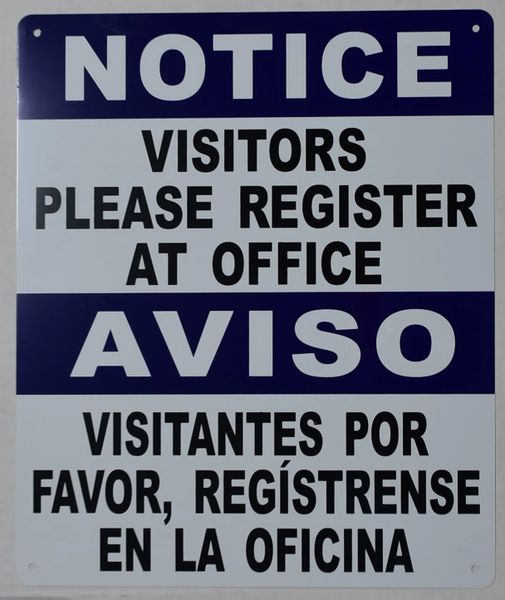 NOTICE
VISITORS
PLEASE REGISTER
AT OFFICE
AVISO
VISITANTES POR
FAVOR, REGÍSTRENSE
EN LA OFICINA